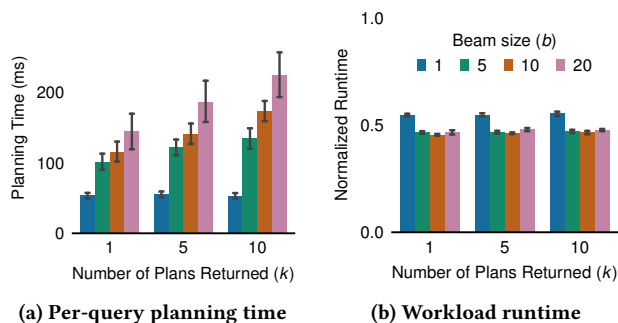 Planning Time (ms)
200
100
0
1 5 10
Number of Plans Returned (k)
(a) Per-query planning time
Normalized Runtime
1.0
0.5
0.0
Beam size (b)
1 5 10 20
1 5 10
Number of Plans Returned (k)
(b) Workload runtime